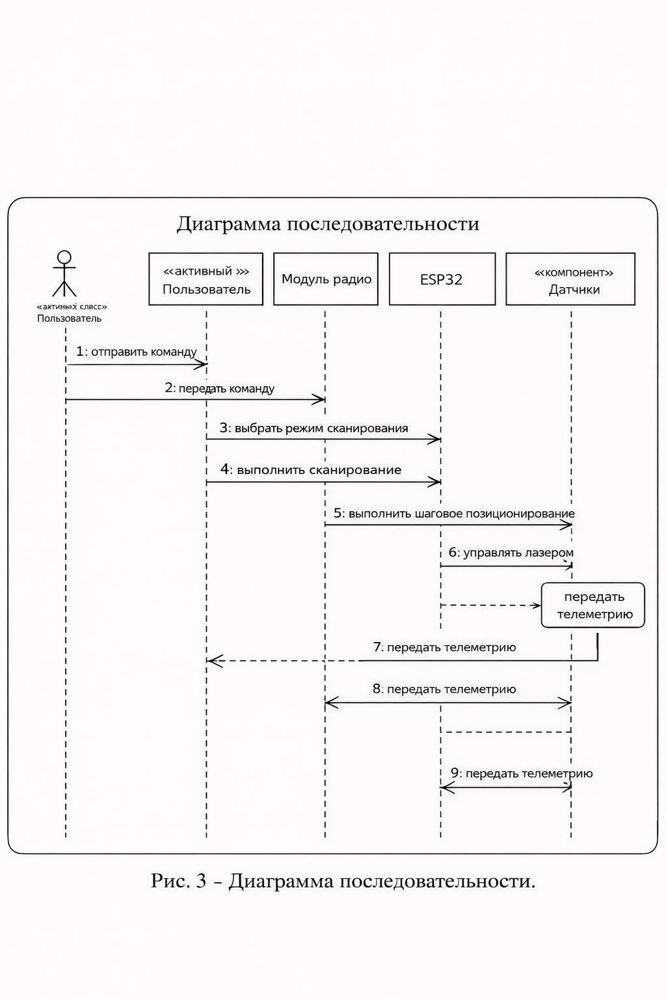 Диаграмма последовательности
«активный »»
Пользователь
Модуль радио
ESP32
«компонент»
Датчики
Пользователь
1: отправить команду
2: передать команду
3: выбрать режим сканирования
4: выполнить сканирование
5: выполнить шаговое позиционирование
6: управлять лазером
передать
телеметрию
7: передать телеметрию
8: передать телеметрию
9: передать телеметрию
Рис. 3 – Диаграмма последовательности.